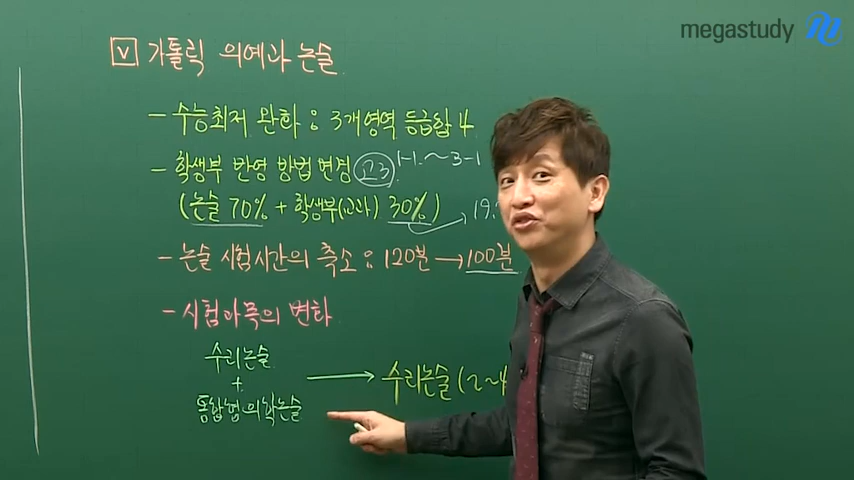 megastudy
V 가톨릭 의예과 논술
- 수능최저 완화 : 3개영역 등급합 4
- 학생부 반영 방법 변경 1-1.~3-1
(논술 70% + 학생부(교과) 30%) → 19.
- 논술 시험시간의 축소 : 120분 → 100분
- 시험과목의 변화
수리논술 + 통합형 의학논술 → 수리논술 (2~4